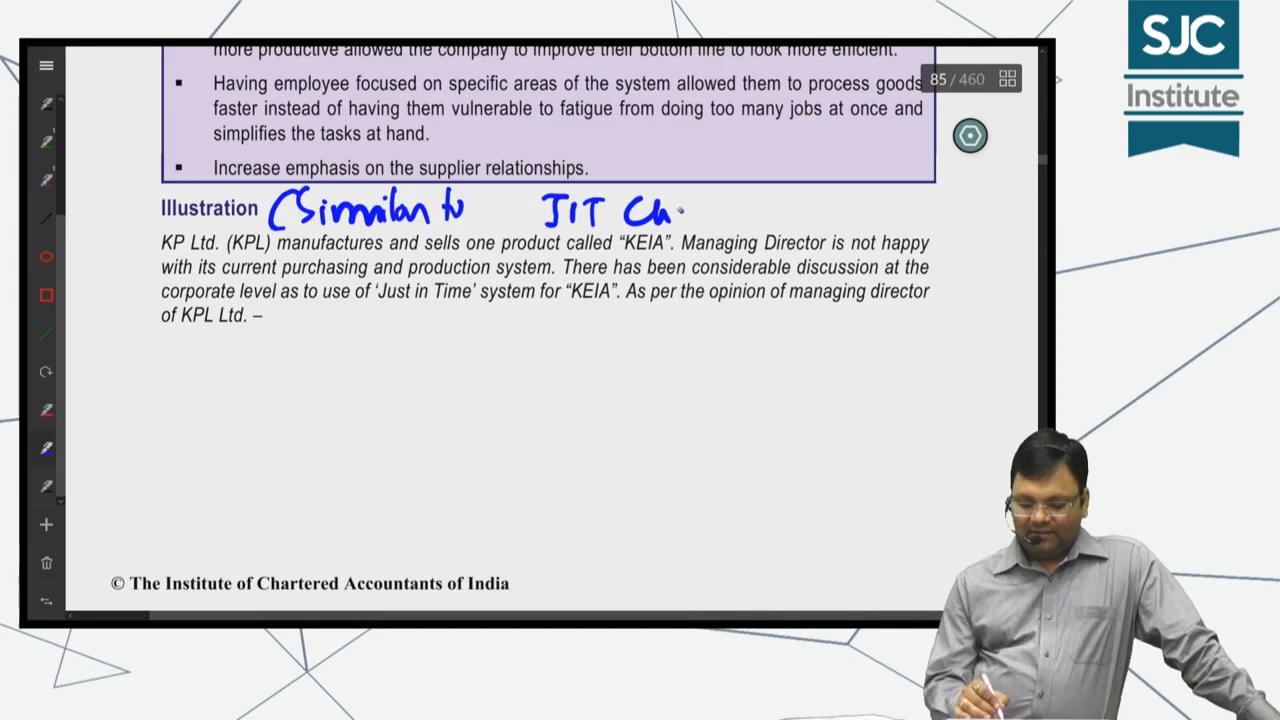 more productive allowed the company to improve their bottom line to look more efficient.
▪ Having employee focused on specific areas of the system allowed them to process goods
faster instead of having them vulnerable to fatigue from doing too many jobs at once and
simplifies the tasks at hand.
▪ Increase emphasis on the supplier relationships.
85 / 460
SJC
Institute
Illustration (Similar to JIT Ch
KP Ltd. (KPL) manufactures and sells one product called “KEIA”. Managing Director is not happy
with its current purchasing and production system. There has been considerable discussion at the
corporate level as to use of ‘Just in Time’ system for “KEIA”. As per the opinion of managing director
of KPL Ltd. –
© The Institute of Chartered Accountants of India